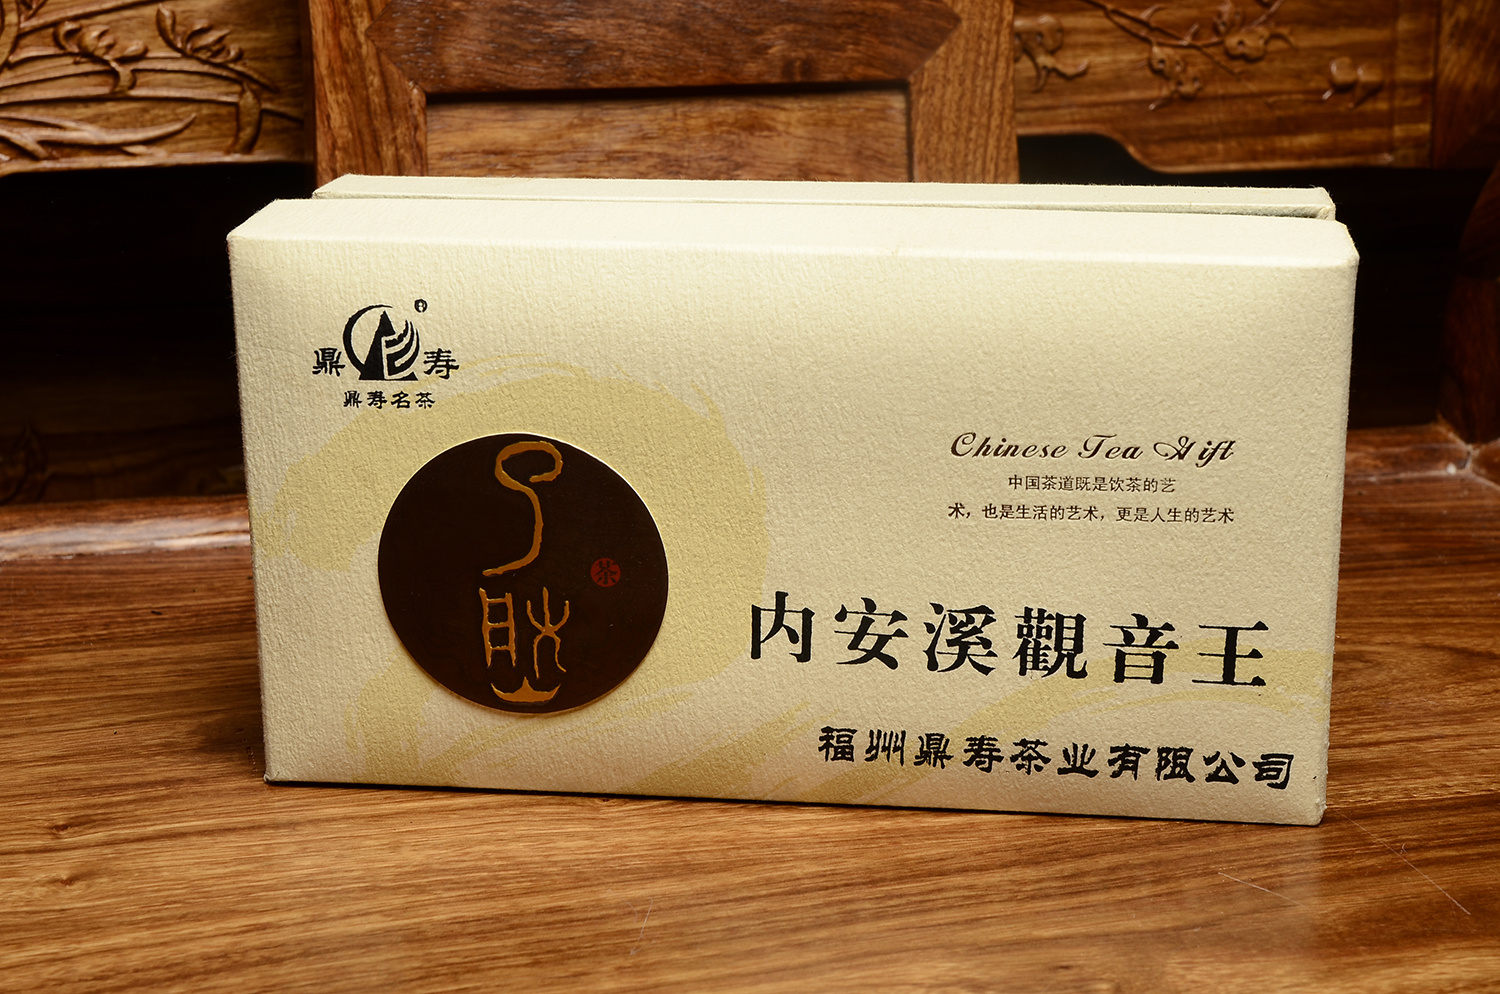 鼎寿
鼎寿名茶
茶
Chinese Tea Gift
中国茶道既是饮茶的艺
术，也是生活的艺术，更是人生的艺术
内安溪觀音王
福州鼎寿茶业有限公司